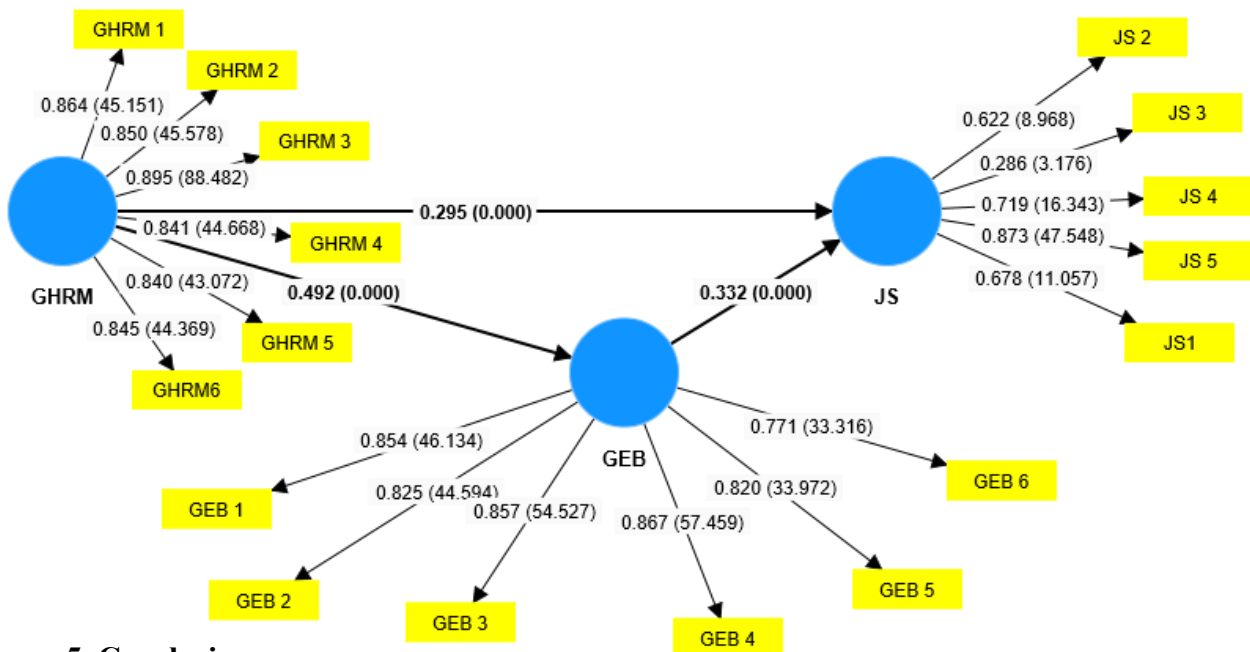 GHRM 1
GHRM 2
GHRM 3
GHRM 4
GHRM 5
GHRM6
0.864 (45.151)
0.850 (45.578)
0.895 (88.482)
0.841 (44.668)
0.840 (43.072)
0.845 (44.369)
GHRM
0.295 (0.000)
0.492 (0.000)
0.332 (0.000)
JS 2
JS 3
JS 4
JS 5
JS1
0.622 (8.968)
0.286 (3.176)
0.719 (16.343)
0.873 (47.548)
0.678 (11.057)
JS
GEB
0.854 (46.134)
0.825 (44.594)
0.857 (54.527)
0.867 (57.459)
0.820 (33.972)
0.771 (33.316)
GEB 1
GEB 2
GEB 3
GEB 4
GEB 5
GEB 6